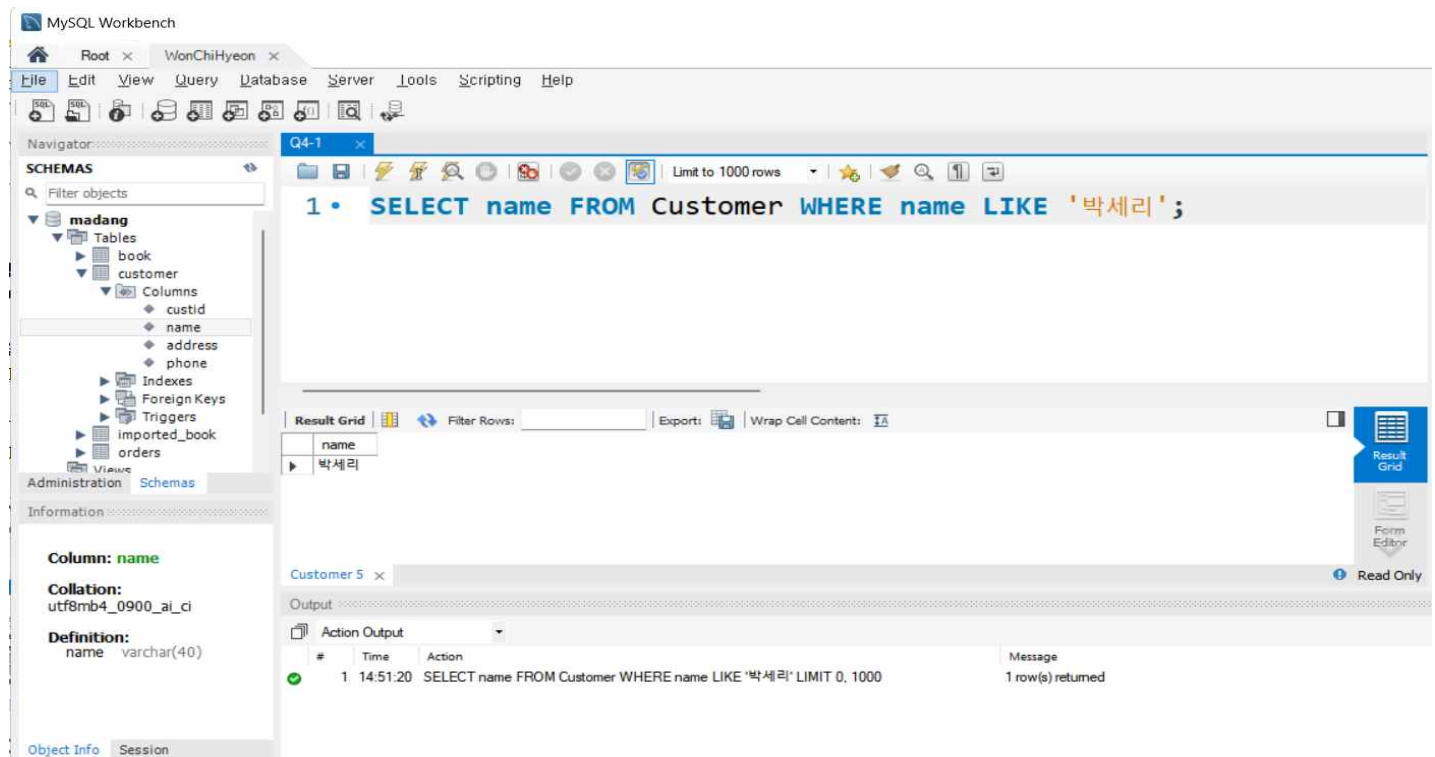 MySQL Workbench
Root × WonChiHyeon ×
File Edit View Query Database Server Tools Scripting Help
Navigator
SCHEMAS
Filter objects
madang
Tables
book
customer
Columns
custid
name
address
phone
Indexes
Foreign Keys
Triggers
imported_book
orders
Views
Administration Schemas
Information
Column: name
Collation:
utf8mb4_0900_ai_ci
Definition:
name varchar(40)
Object Info Session
Q4-1 ×
Limit to 1000 rows
1 • SELECT name FROM Customer WHERE name LIKE '박세리';
Result Grid Filter Rows: Export: Wrap Cell Content:
name
박세리
Result
Grid
Form
Editor
Customer 5 × Read Only
Output
Action Output
# Time Action Message
1 14:51:20 SELECT name FROM Customer WHERE name LIKE '박세리' LIMIT 0, 1000 1 row(s) returned